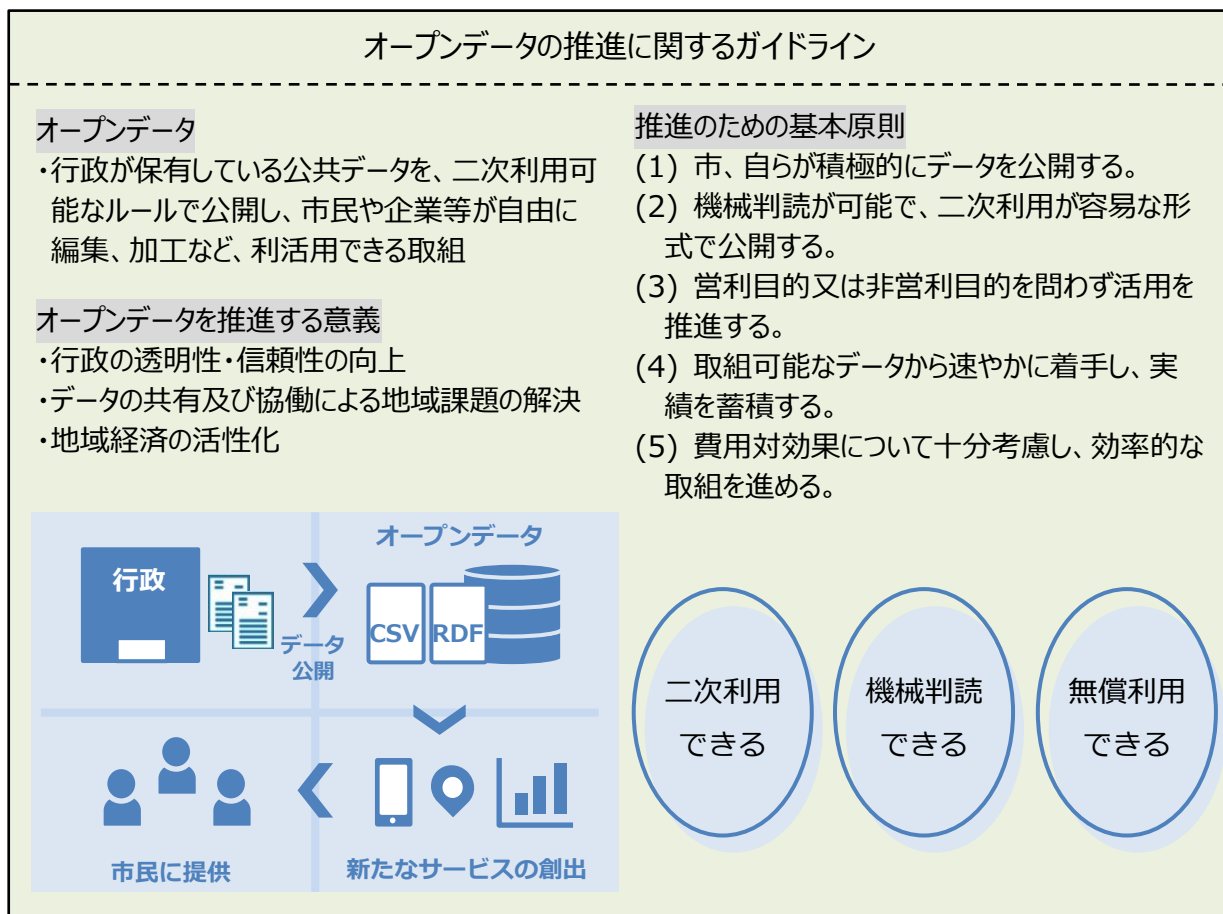 オープンデータの推進に関するガイドライン
オープンデータ
・行政が保有している公共データを、二次利用可
能なルールで公開し、市民や企業等が自由に
編集、加工など、利活用できる取組
オープンデータを推進する意義
・行政の透明性・信頼性の向上
・データの共有及び協働による地域課題の解決
・地域経済の活性化
推進のための基本原則
(1) 市、自らが積極的にデータを公開する。
(2) 機械判読が可能で、二次利用が容易な形
式で公開する。
(3) 営利目的又は非営利目的を問わず活用を
推進する。
(4) 取組可能なデータから速やかに着手し、実
績を蓄積する。
(5) 費用対効果について十分考慮し、効率的な
取組を進める。
行政
データ
公開
オープンデータ
CSV
RDF
新たなサービスの創出
市民に提供
二次利用
できる
機械判読
できる
無償利用
できる